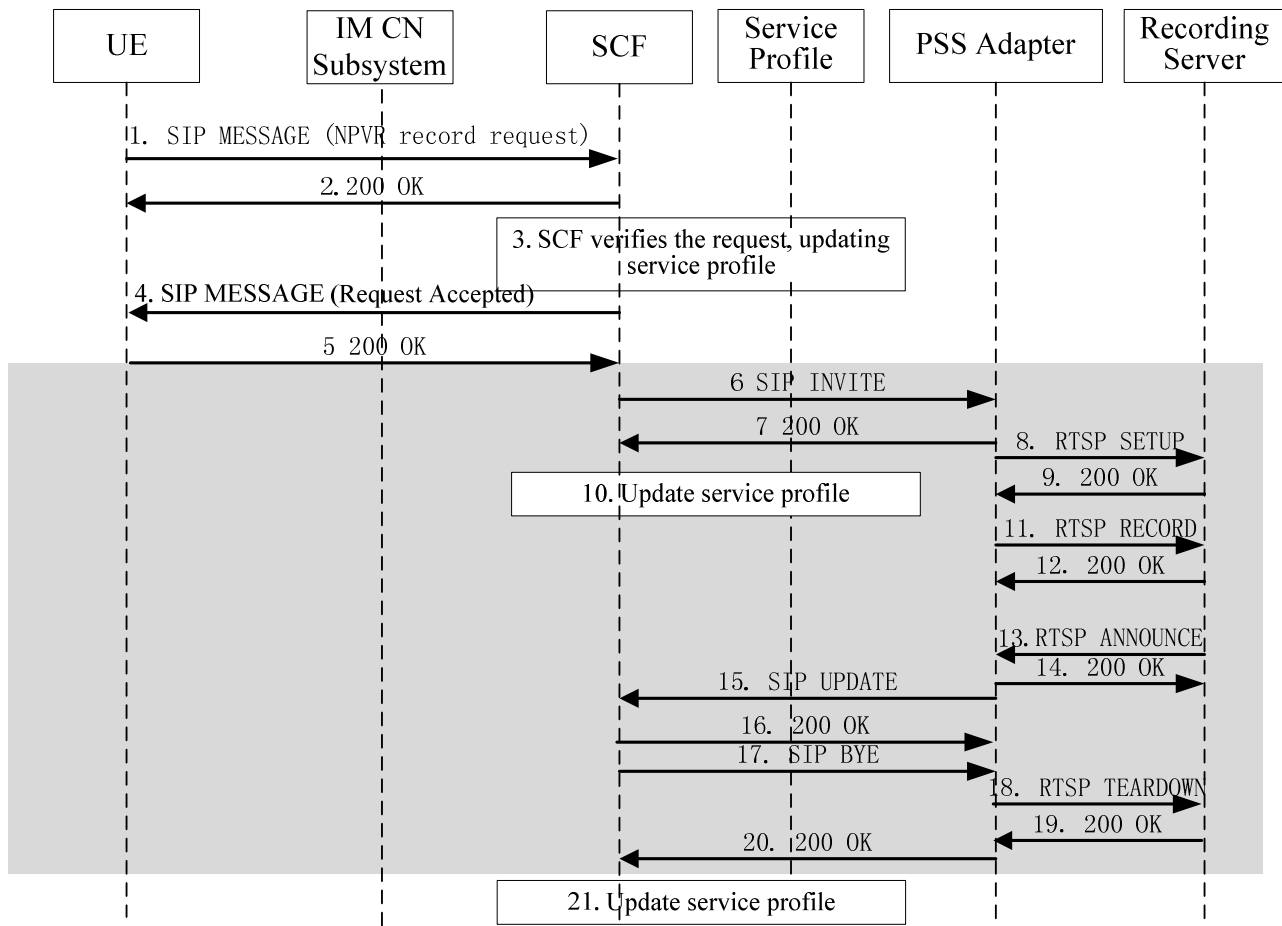 UE
IM CN
Subsystem
SCF
Service
Profile
PSS Adapter
Recording
Server
1. SIP MESSAGE (NPVR record request)
2. 200 OK
3. SCF verifies the request, updating
service profile
4. SIP MESSAGE (Request Accepted)
5 200 OK
6 SIP INVITE
7 200 OK
8. RTSP SETUP
9. 200 OK
10. Update service profile
11. RTSP RECORD
12. 200 OK
13. RTSP ANNOUNCE
14. 200 OK
15. SIP UPDATE
16. 200 OK
17. SIP BYE
18. RTSP TEARDOWN
19. 200 OK
20. 200 OK
21. Update service profile